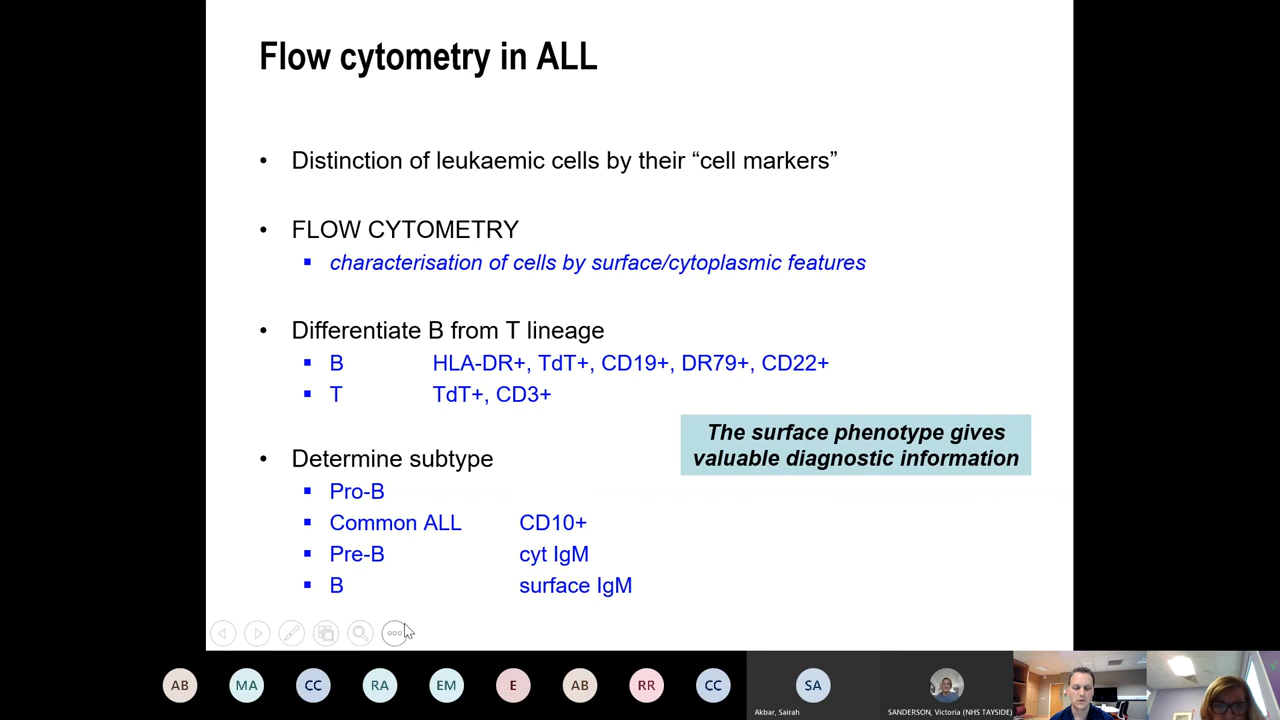 Flow cytometry in ALL
• Distinction of leukaemic cells by their “cell markers”
• FLOW CYTOMETRY
▪ characterisation of cells by surface/cytoplasmic features
• Differentiate B from T lineage
▪ B HLA-DR+, TdT+, CD19+, DR79+, CD22+
▪ T TdT+, CD3+
The surface phenotype gives
valuable diagnostic information
• Determine subtype
▪ Pro-B
▪ Common ALL CD10+
▪ Pre-B cyt IgM
▪ B surface IgM
AB MA CC RA EM E AB RR CC SA
Akbar, Sairah SANDERSON, Victoria (NHS TAYSIDE)